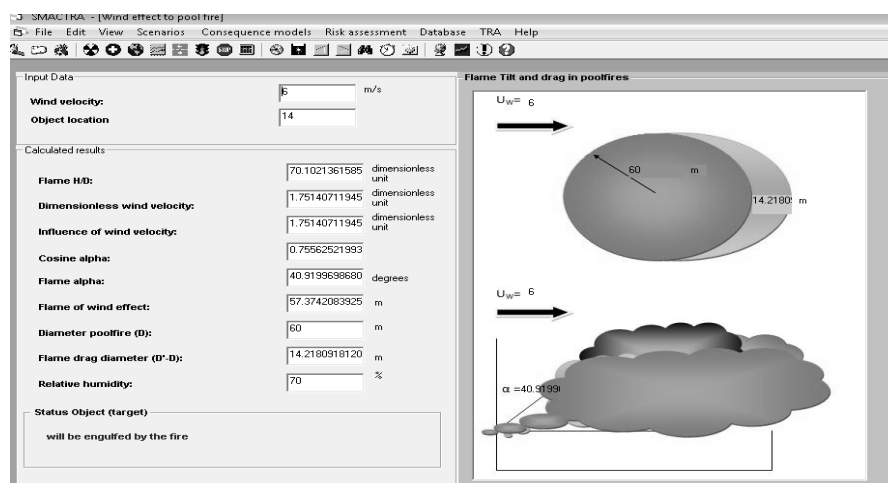 SMACTRA - [Wind effect to pool fire]
File Edit View Scenarios Consequence models Risk assessment Database TRA Help
Input Data
Wind velocity: 6 m/s
Object location 14
Calculated results
Flame H/D: 70.1021361585 dimensionless unit
Dimensionless wind velocity: 1.75140711945 dimensionless unit
Influence of wind velocity: 1.75140711945 dimensionless unit
Cosine alpha: 0.75562521993
Flame alpha: 40.9199698680 degrees
Flame of wind effect: 57.3742083925 m
Diameter poolfire (D): 60 m
Flame drag diameter (D'-D): 14.2180918120 m
Relative humidity: 70 %
Status Object (target)
will be engulfed by the fire
Flame Tilt and drag in poolfires
Uw= 6
60 m
14.2180 m
Uw= 6
α =40.9199